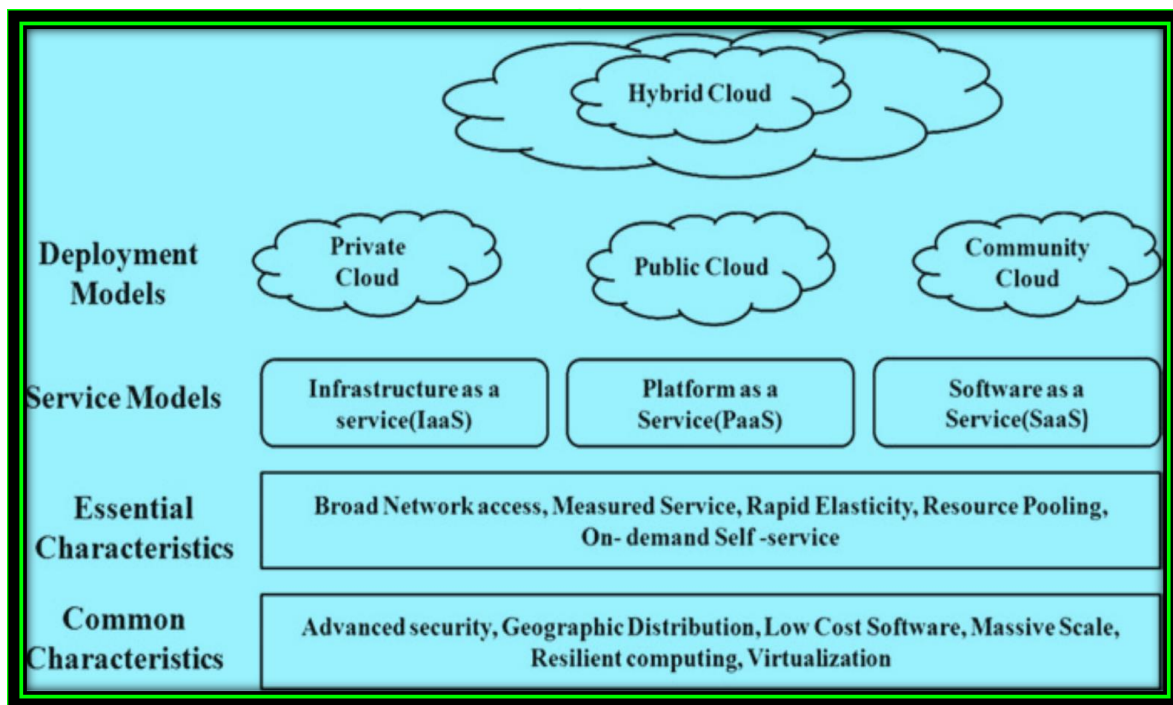 Hybrid Cloud
Deployment
Models
Private
Cloud
Public Cloud
Community
Cloud
Service Models
Infrastructure as a
service(IaaS)
Platform as a
Service(PaaS)
Software as a
Service(SaaS)
Essential
Characteristics
Broad Network access, Measured Service, Rapid Elasticity, Resource Pooling,
On- demand Self -service
Common
Characteristics
Advanced security, Geographic Distribution, Low Cost Software, Massive Scale,
Resilient computing, Virtualization